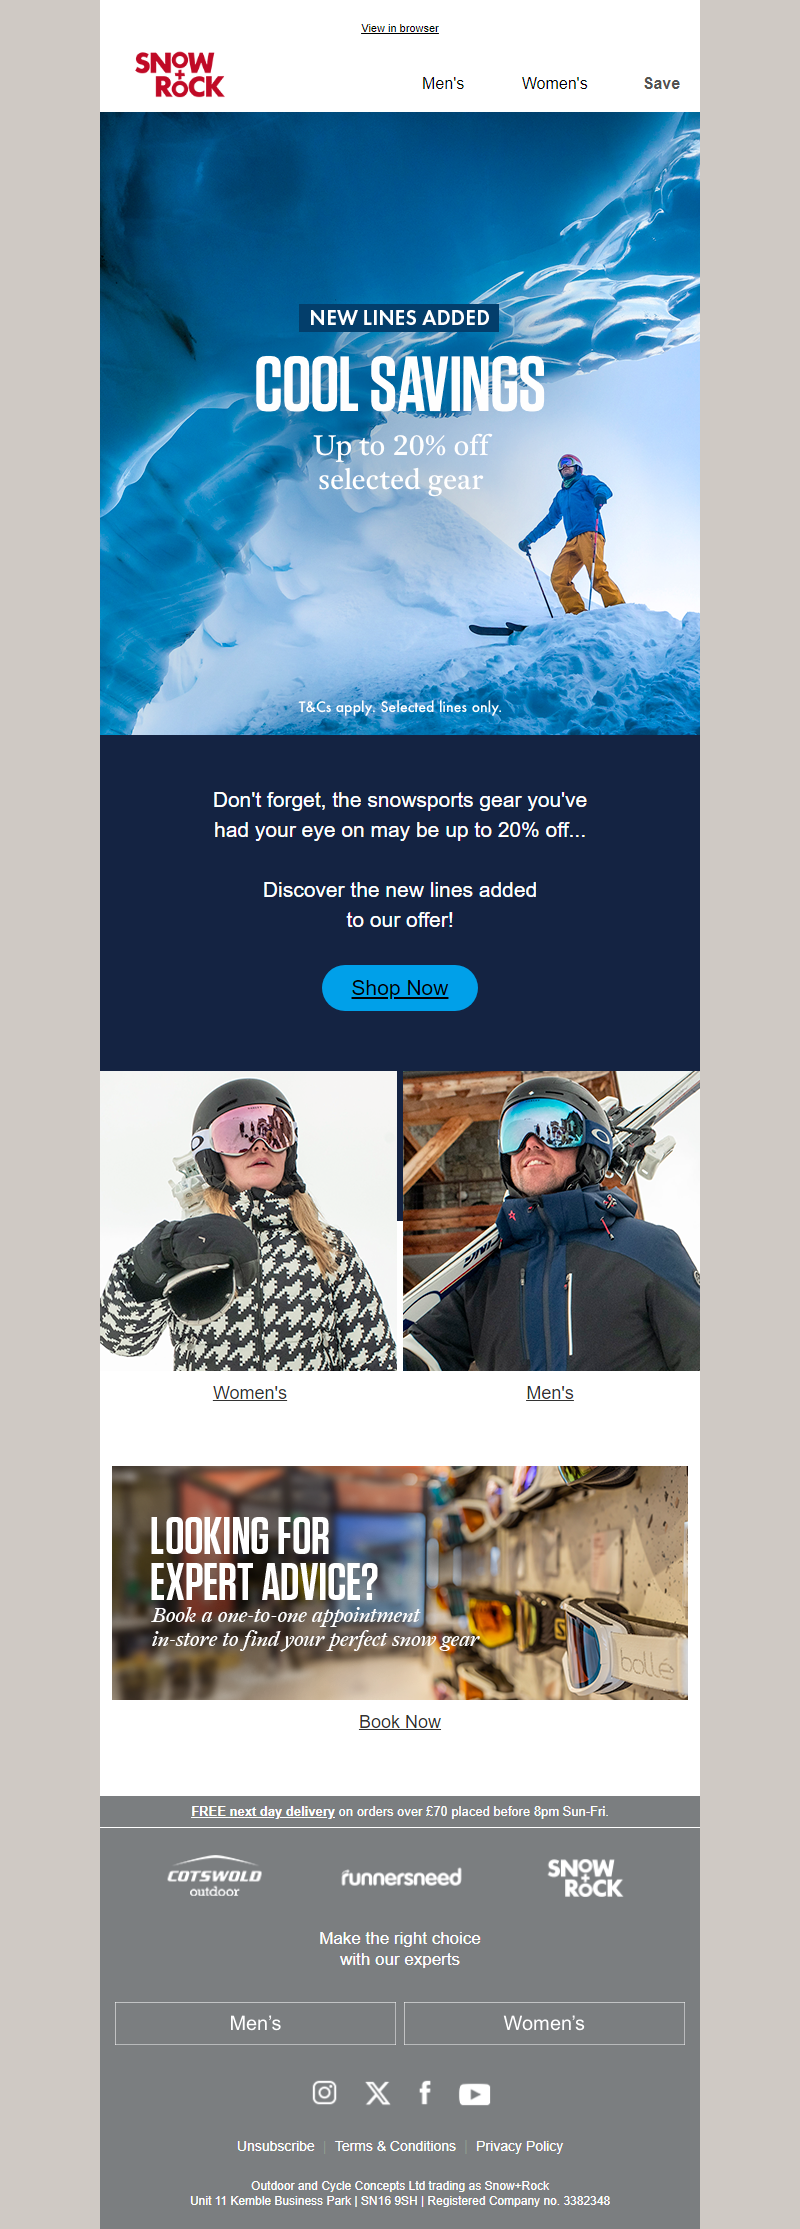 View in browser
SNOW
+
ROCK
Men's
Women's
Save
NEW LINES ADDED
COOL SAVINGS
Up to 20% off
selected gear
T&Cs apply. Selected lines only.
Don't forget, the snowsports gear you've
had your eye on may be up to 20% off...
Discover the new lines added
to our offer!
Shop Now
Women's
Men's
LOOKING FOR
EXPERT ADVICE?
Book a one-to-one appointment
in-store to find your perfect snow gear
bollé
Book Now
FREE next day delivery on orders over £70 placed before 8pm Sun-Fri.
COTSWOLD
outdoor
runnersneed
SNOW
+
ROCK
Make the right choice
with our experts
Men's
Women's
Unsubscribe | Terms & Conditions | Privacy Policy
Outdoor and Cycle Concepts Ltd trading as Snow+Rock
Unit 11 Kemble Business Park | SN16 9SH | Registered Company no. 3382348